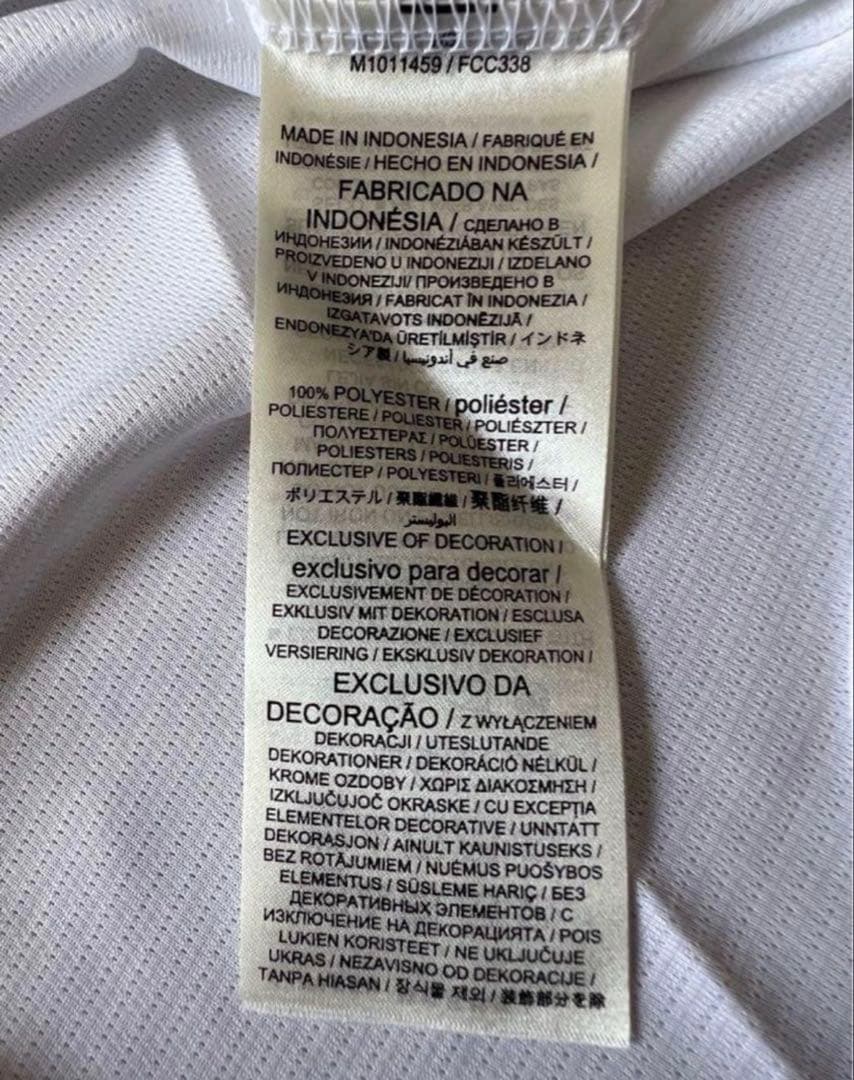 M1011459 / FCC338
MADE IN INDONESIA / FABRIQUÉ EN
INDONÉSIE / HECHO EN INDONESIA /
FABRICADO NA
INDONÉSIA / СДЕЛАНО В
ИНДОНЕЗИИ / INDONÉZIÁBAN KÉSZÜLT /
PROIZVEDENO U INDONEZIJI / IZDELANO
V INDONEZIJI/ ПРОИЗВЕДЕНО В
ИНДОНЕЗИЯ / FABRICAT ÎN INDONEZIA /
IZGATAVOTS INDONĒZIJĀ /
ENDONEZYA'DA ÜRETİLMİŞTİR / インドネ
シア製 / صنع في أندونيسيا
100% POLYESTER / poliéster /
POLIESTERE / POLIESTER / POLIÉSZTER /
ΠΟΛΥΕΣΤΕΡΑΣ / POLÜESTER /
POLIESTERS / POLIESTERIS /
ПОЛИЕСТЕР / POLYESTERI / 폴리에스터 /
ポリエステル / 聚酯纖維 / 聚酯纤维 /
البوليستر
EXCLUSIVE OF DECORATION /
exclusivo para decorar /
EXCLUSIVEMENT DE DÉCORATION /
EXKLUSIV MIT DEKORATION / ESCLUSA
DECORAZIONE / EXCLUSIEF
VERSIERING / EKSKLUSIV DEKORATION /
EXCLUSIVO DA
DECORAÇÃO / Z WYŁĄCZENIEM
DEKORACJI / UTESLUTANDE
DEKORATIONER / DEKORÁCIÓ NÉLKÜL /
KROME OZDOBY / ΧΩΡΙΣ ΔΙΑΚΟΣΜΗΣΗ /
IZKLJUČUJOČ OKRASKE / CU EXCEPȚIA
ELEMENTELOR DECORATIVE / UNNTATT
DEKORASJON / AINULT KAUNISTUSEKS /
BEZ ROTĀJUMIEM / NUĖMUS PUOŠYBOS
ELEMENTUS / SÜSLEME HARİÇ / БЕЗ
ДЕКОРАТИВНЫХ ЭЛЕМЕНТОВ / С
ИЗКЛЮЧЕНИЕ НА ДЕКОРАЦИЯТА / POIS
LUKIEN KORISTEET / NE UKLJUČUJE
UKRAS / NEZAVISNO OD DEKORACIJE /
TANPA HIASAN / 장식물 제외 / 装飾部分を除